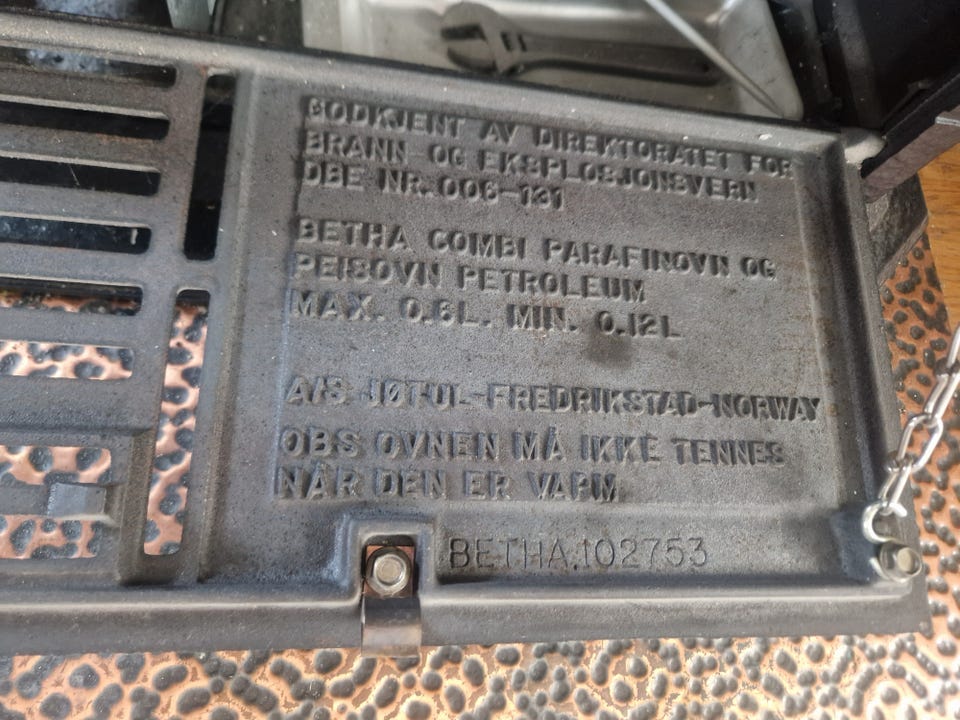 GODKJENT AV DIREKTORATET FOR
BRANN OG EKSPLOSJONSVERN
DBE NR. 006-131
BETHA COMBI PARAFINOVN OG
PEISOVN PETROLEUM
MAX. 0.6L. MIN. 0.12L
A/S JØTUL-FREDRIKSTAD-NORWAY
OBS OVNEN MÅ IKKE TENNES
NÅR DEN ER VARM
BETHA.102753